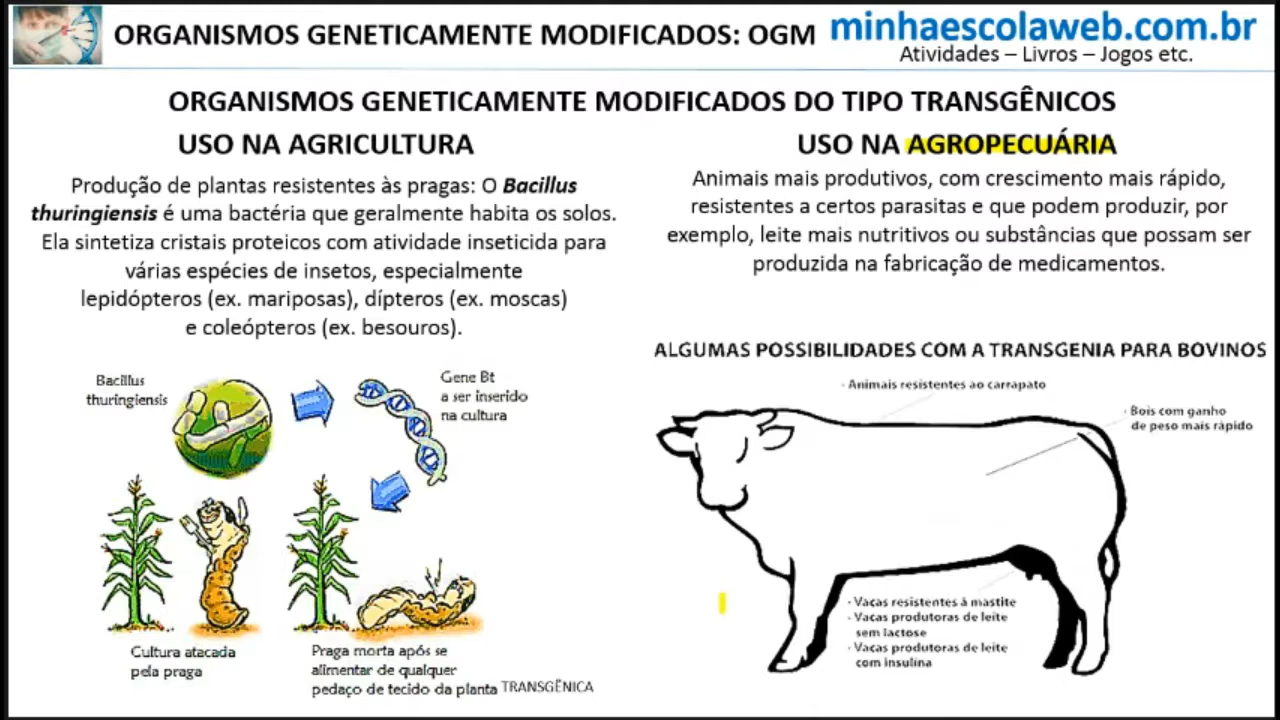 ORGANISMOS GENETICAMENTE MODIFICADOS: OGM
minhaescolaweb.com.br
Atividades – Livros – Jogos etc.
ORGANISMOS GENETICAMENTE MODIFICADOS DO TIPO TRANSGÊNICOS
USO NA AGRICULTURA
Produção de plantas resistentes às pragas: O Bacillus
thuringiensis é uma bactéria que geralmente habita os solos.
Ela sintetiza cristais proteicos com atividade inseticida para
várias espécies de insetos, especialmente
lepidópteros (ex. mariposas), dípteros (ex. moscas)
e coleópteros (ex. besouros).
Bacillus
thuringiensis
Gene Bt
a ser inserido
na cultura
Cultura atacada
pela praga
Praga morta após se
alimentar de qualquer
pedaço de tecido da planta TRANSGÊNICA
USO NA AGROPECUÁRIA
Animais mais produtivos, com crescimento mais rápido,
resistentes a certos parasitas e que podem produzir, por
exemplo, leite mais nutritivos ou substâncias que possam ser
produzida na fabricação de medicamentos.
ALGUMAS POSSIBILIDADES COM A TRANSGENIA PARA BOVINOS
· Animais resistentes ao carrapato
· Bois com ganho
de peso mais rápido
· Vacas resistentes à mastite
· Vacas produtoras de leite
sem lactose
· Vacas produtoras de leite
com insulina